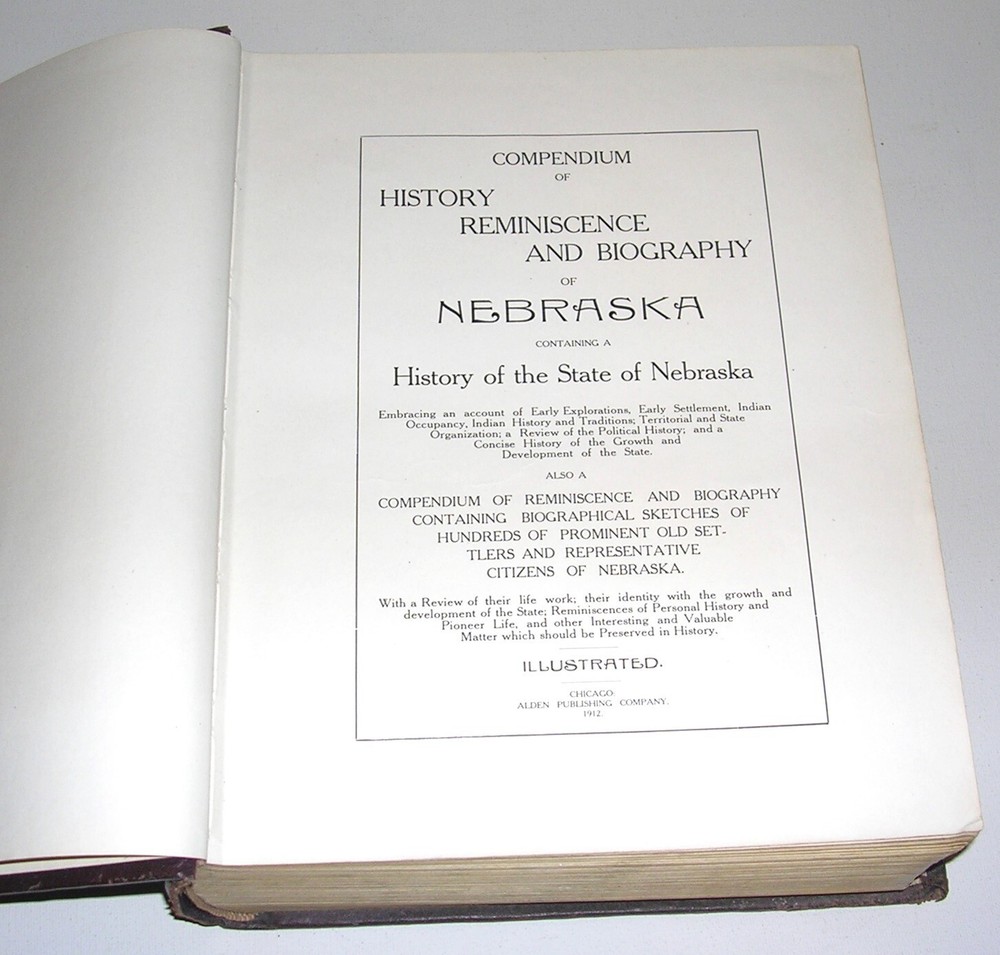 COMPENDIUM
OF
HISTORY
REMINISCENCE
AND BIOGRAPHY
OF
NEBRASKA
CONTAINING A
History of the State of Nebraska
Embracing an account of Early Explorations, Early Settlement, Indian
Occupancy, Indian History and Traditions; Territorial and State
Organization; a Review of the Political History; and a
Concise History of the Growth and
Development of the State.
ALSO A
COMPENDIUM OF REMINISCENCE AND BIOGRAPHY
CONTAINING BIOGRAPHICAL SKETCHES OF
HUNDREDS OF PROMINENT OLD SET-
TLERS AND REPRESENTATIVE
CITIZENS OF NEBRASKA.
With a Review of their life work; their identity with the growth and
development of the State; Reminiscences of Personal History and
Pioneer Life, and other Interesting and Valuable
Matter which should be Preserved in History.
ILLUSTRATED.
CHICAGO:
ALDEN PUBLISHING COMPANY.
1912.